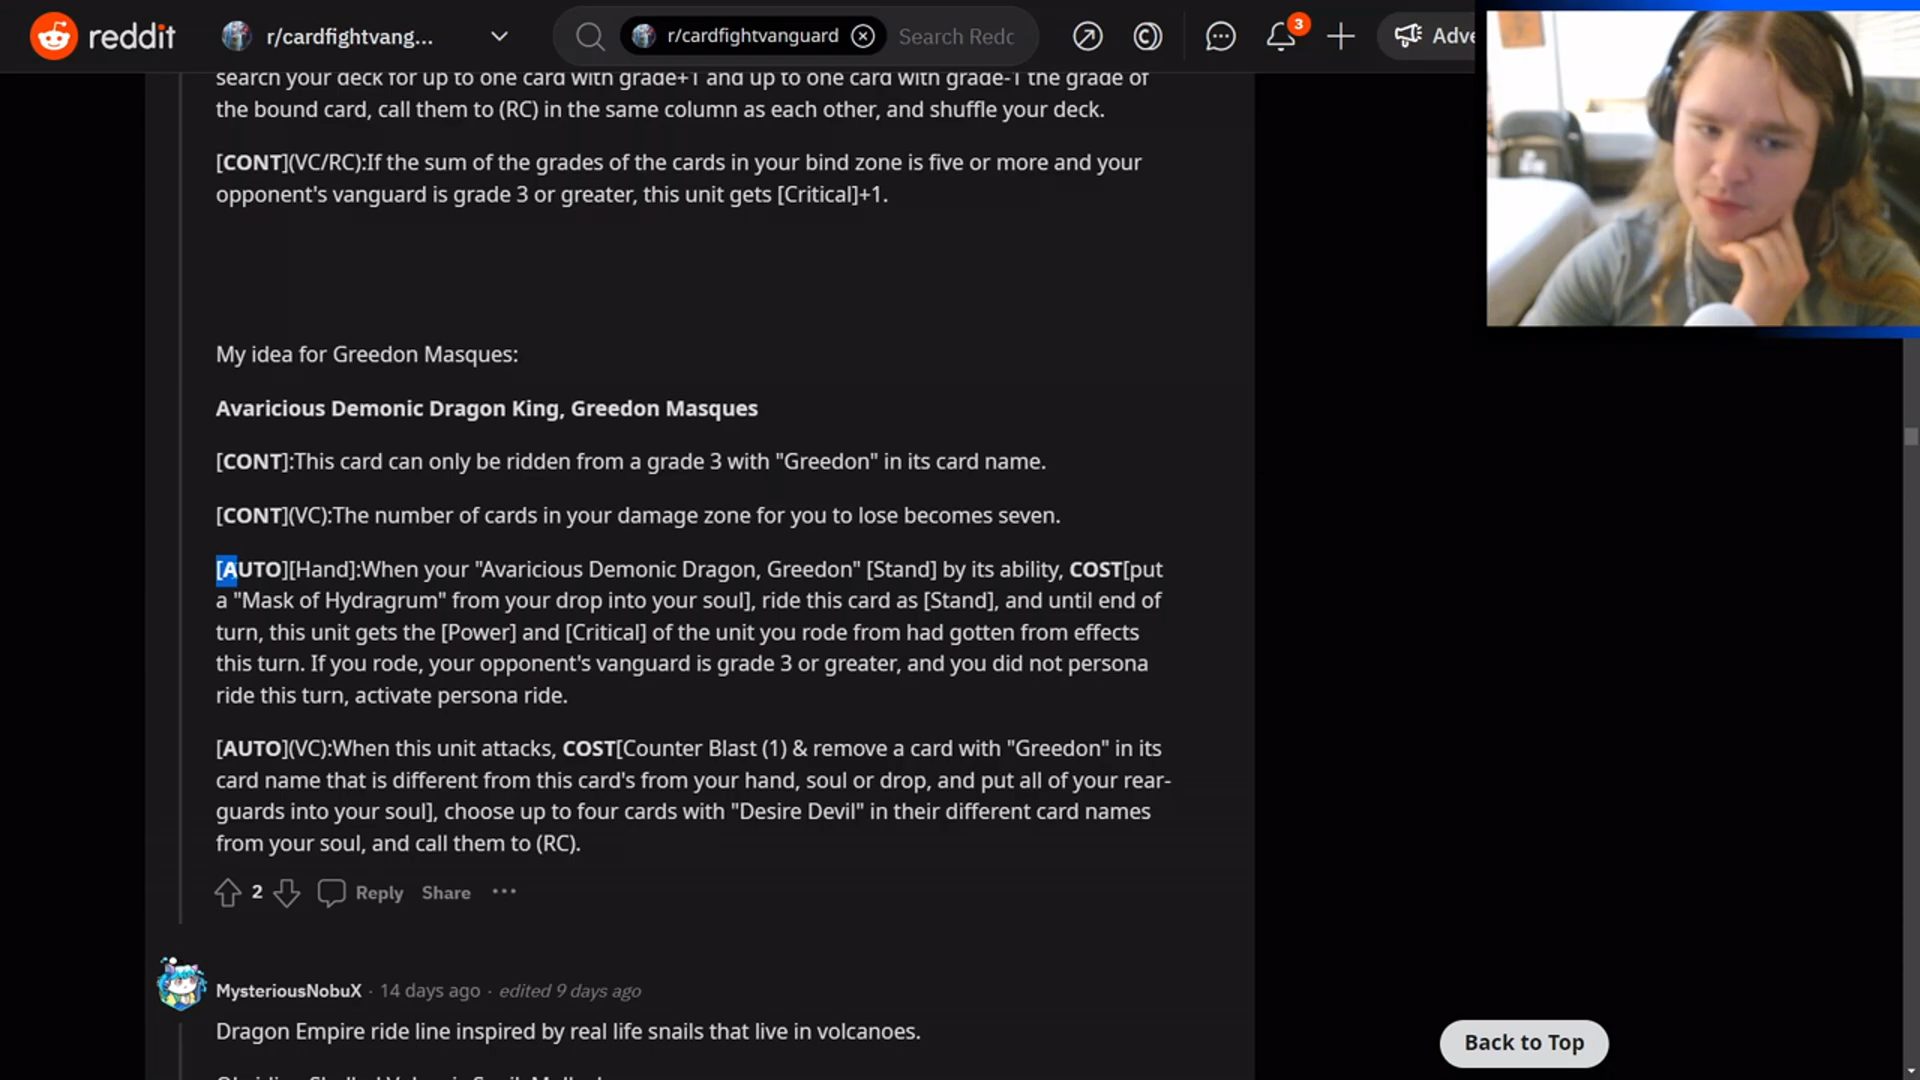 reddit
r/cardfightvang...
r/cardfightvanguard
Search Redc
3
Adve
search your deck for up to one card with grade+1 and up to one card with grade-1 the grade of
the bound card, call them to (RC) in the same column as each other, and shuffle your deck.
[CONT](VC/RC):If the sum of the grades of the cards in your bind zone is five or more and your
opponent's vanguard is grade 3 or greater, this unit gets [Critical]+1.
My idea for Greedon Masques:
Avaricious Demonic Dragon King, Greedon Masques
[CONT]:This card can only be ridden from a grade 3 with "Greedon" in its card name.
[CONT](VC):The number of cards in your damage zone for you to lose becomes seven.
[AUTO][Hand]:When your "Avaricious Demonic Dragon, Greedon" [Stand] by its ability, COST[put
a "Mask of Hydragrum" from your drop into your soul], ride this card as [Stand], and until end of
turn, this unit gets the [Power] and [Critical] of the unit you rode from had gotten from effects
this turn. If you rode, your opponent's vanguard is grade 3 or greater, and you did not persona
ride this turn, activate persona ride.
[AUTO](VC):When this unit attacks, COST[Counter Blast (1) & remove a card with "Greedon" in its
card name that is different from this card's from your hand, soul or drop, and put all of your rear-
guards into your soul], choose up to four cards with "Desire Devil" in their different card names
from your soul, and call them to (RC).
2
Reply
Share
MysteriousNobuX · 14 days ago · edited 9 days ago
Dragon Empire ride line inspired by real life snails that live in volcanoes.
Back to Top